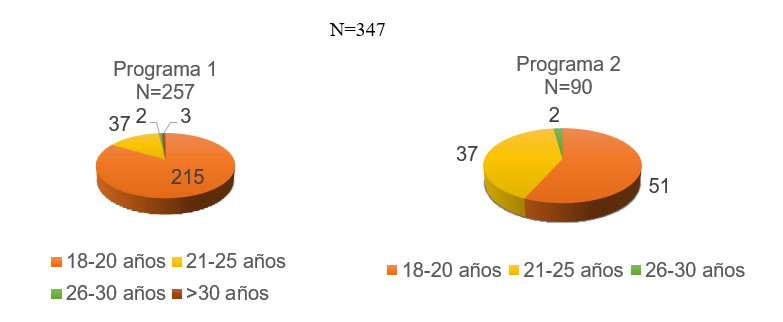 N=347
Programa 1
N=257
37
2
3
215
18-20 años
21-25 años
26-30 años
>30 años
Programa 2
N=90
2
37
51
18-20 años
21-25 años
26-30 años